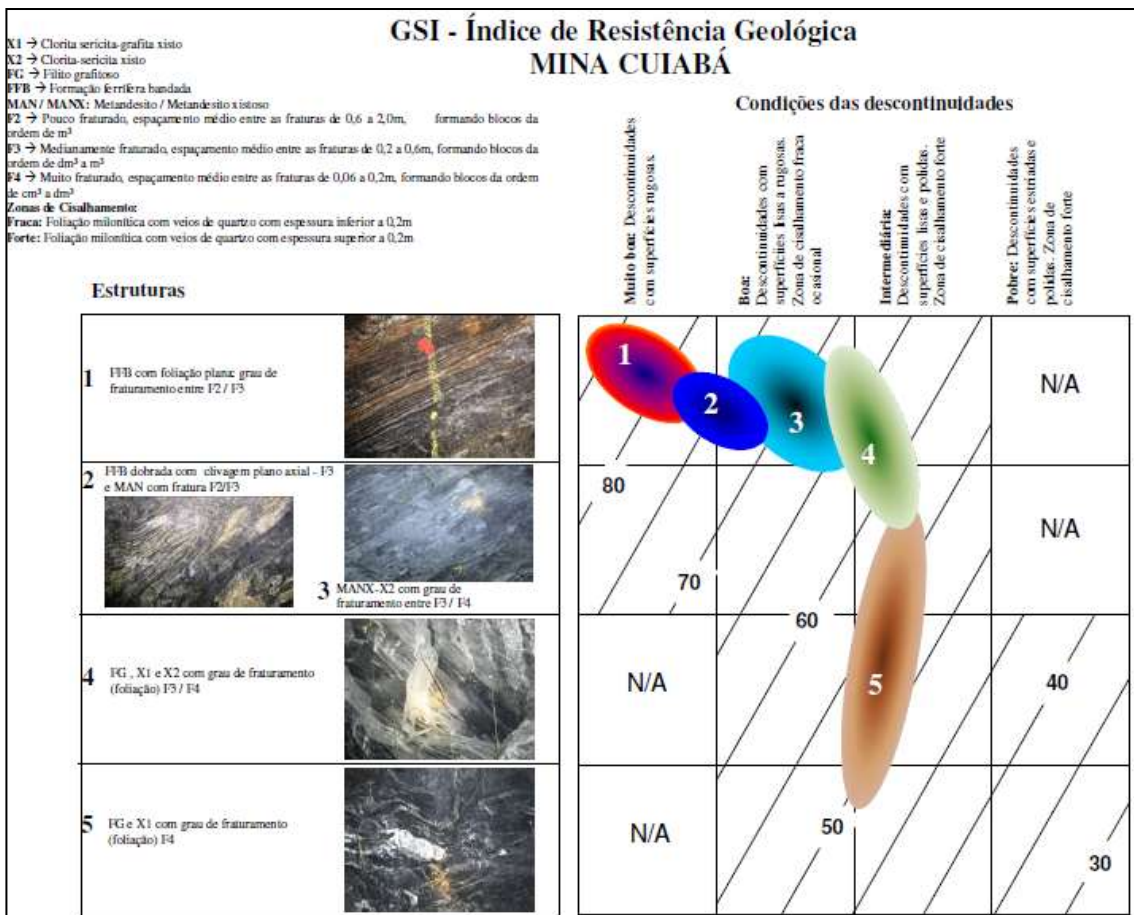 GSI - Índice de Resistência Geológica
MINA CUIABÁ
X1 → Clorita sericita-grafita xisto
X2 → Clorita-sericita xisto
FG → Filito grafitoso
FFB → Formação ferrífera bandada
MAN / MANX: Metandesito / Metandesito xistoso
F2 → Pouco fraturado, espaçamento médio entre as fraturas de 0,6 a 2,0m, formando blocos da
ordem de m³
F3 → Medianamente fraturado, espaçamento médio entre as fraturas de 0,2 a 0,6m, formando blocos da
ordem de dm³ a m³
F4 → Muito fraturado, espaçamento médio entre as fraturas de 0,06 a 0,2m, formando blocos da ordem
de cm³ a dm³
Zonas de Cisalhamento:
Fraca: Foliação milonítica com veios de quartzo com espessura inferior a 0,2m
Forte: Foliação milonítica com veios de quartzo com espessura superior a 0,2m
Condições das descontinuidades
Muito boa: Descontinuidades
com superfícies rugosas.
Boa:
Descontinuidades com
superfícies lisas a rugosas.
Zona de cisalhamento fraca
ocasional
Intermediária:
Descontinuidades com
superfícies lisas e polidas.
Zona de cisalhamento forte
Pobre: Descontinuidades
com superfícies estriadas e
polidas. Zona de
cisalhamento forte
Estruturas
1 FFB com foliação plana: grau de
fraturamento entre F2 / F3
2 FFB dobrada com clivagem plano axial - F3
e MAN com fratura F2/F3
3 MANX-X2 com grau de
fraturamento entre F3 / F4
4 FG , X1 e X2 com grau de fraturamento
(foliação) F3 / F4
5 FG e X1 com grau de fraturamento
(foliação) F4
1
2
3
4
N/A
80
70
N/A
60
N/A
5
40
N/A
50
30